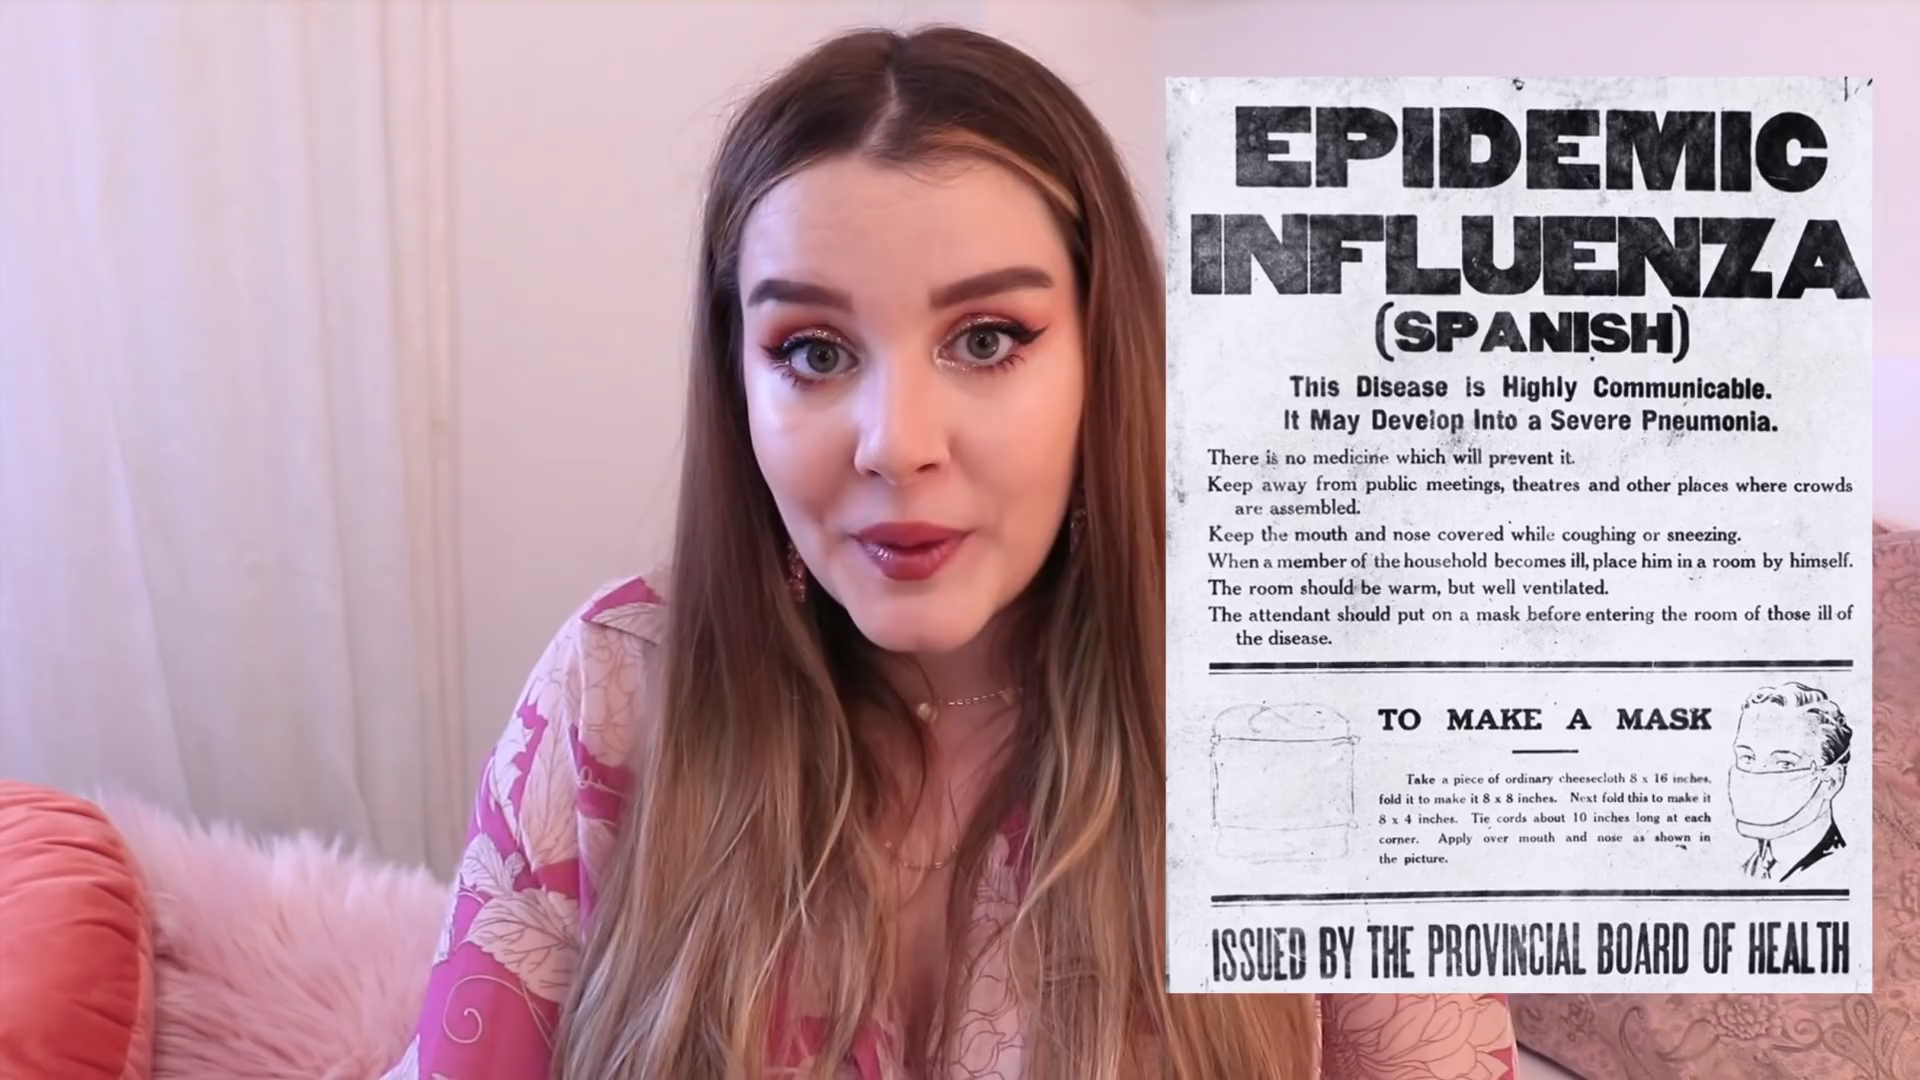 EPIDEMIC
INFLUENZA
(SPANISH)
This Disease is Highly Communicable.
It May Develop Into a Severe Pneumonia.
There is no medicine which will prevent it.
Keep away from public meetings, theatres and other places where crowds
are assembled.
Keep the mouth and nose covered while coughing or sneezing.
When a member of the household becomes ill, place him in a room by himself.
The room should be warm, but well ventilated.
The attendant should put on a mask before entering the room of those ill of
the disease.
TO MAKE A MASK
Take a piece of ordinary cheesecloth 8 x 16 inches,
fold it to make it 8 x 8 inches. Next fold this to make it
8 x 4 inches. Tie cords about 10 inches long at each
corner. Apply over mouth and nose as shown in
the picture.
ISSUED BY THE PROVINCIAL BOARD OF HEALTH